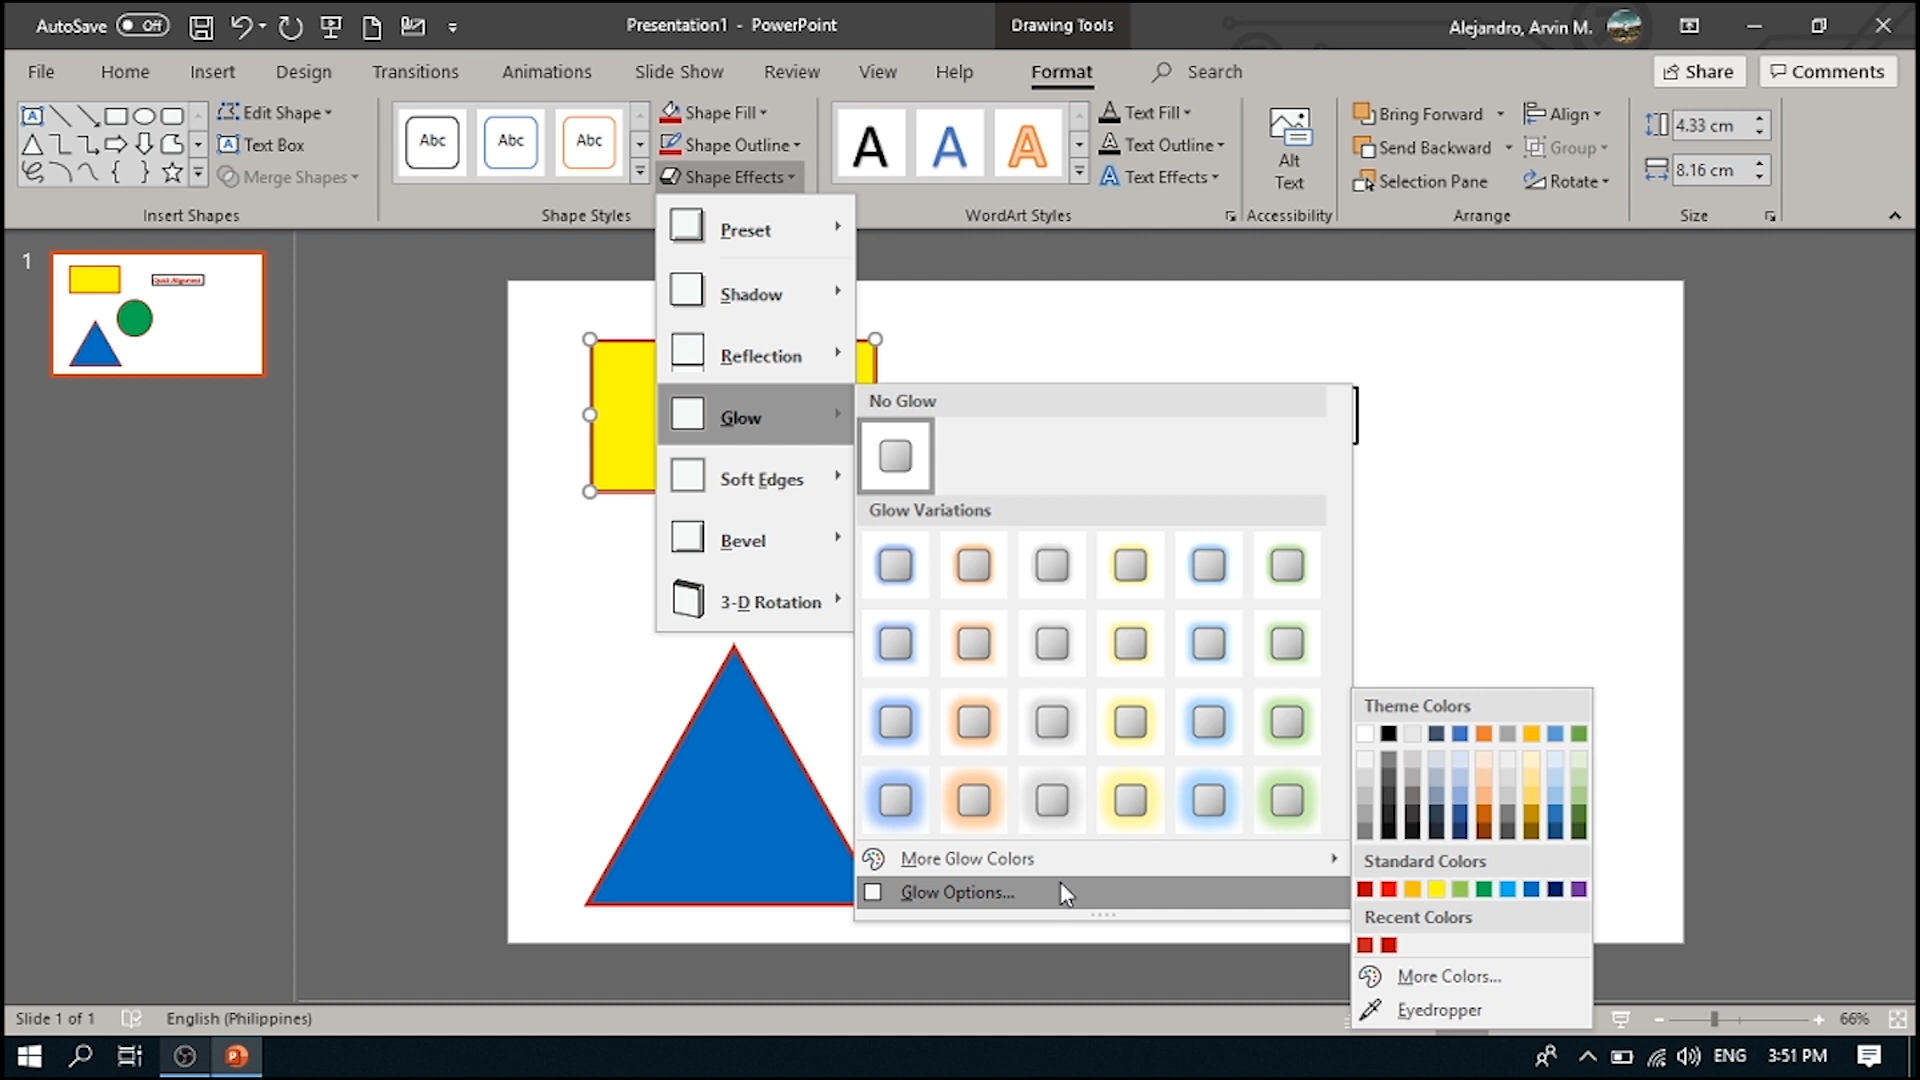 AutoSave Off
Presentation1 - PowerPoint
Drawing Tools
Alejandro, Arvin M.
File Home Insert Design Transitions Animations Slide Show Review View Help Format Search Share Comments
Edit Shape
Text Box
Merge Shapes
Insert Shapes
Abc Abc Abc
Shape Fill
Shape Outline
Shape Effects
Shape Styles
A A A
Text Fill
Text Outline
Text Effects
WordArt Styles
Alt
Text
Accessibility
Bring Forward
Send Backward
Selection Pane
Align
Group
Rotate
Arrange
4.33 cm
8.16 cm
Size
1
Preset
Shadow
Reflection
Glow
Soft Edges
Bevel
3-D Rotation
No Glow
Glow Variations
More Glow Colors
Glow Options...
Theme Colors
Standard Colors
Recent Colors
More Colors...
Eyedropper
Slide 1 of 1
English (Philippines)
66%
ENG
3:51 PM